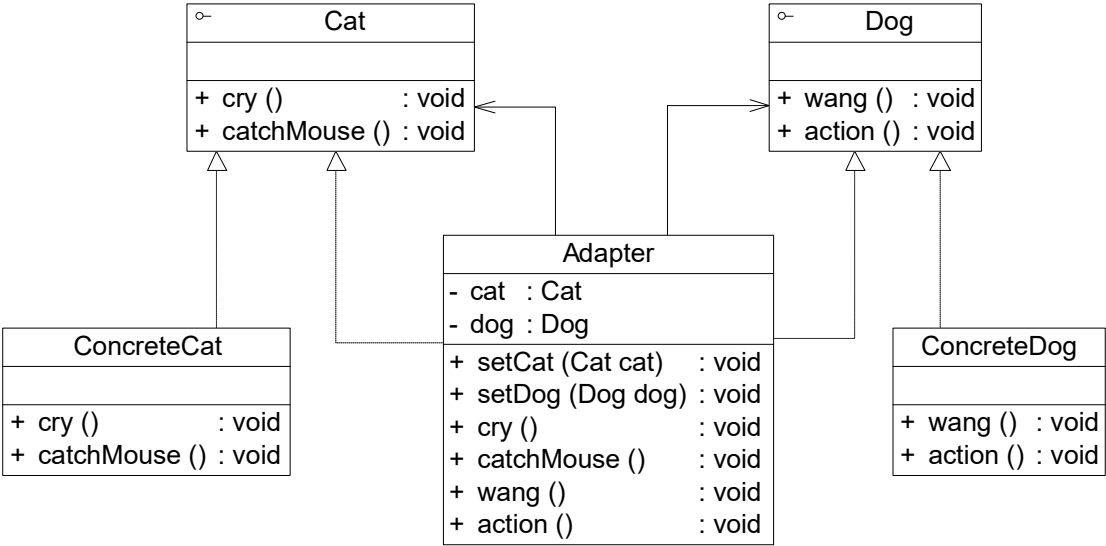 Cat
+ cry () : void
+ catchMouse () : void
Dog
+ wang () : void
+ action () : void
Adapter
- cat : Cat
- dog : Dog
+ setCat (Cat cat) : void
+ setDog (Dog dog) : void
+ cry () : void
+ catchMouse () : void
+ wang () : void
+ action () : void
ConcreteCat
+ cry () : void
+ catchMouse () : void
ConcreteDog
+ wang () : void
+ action () : void